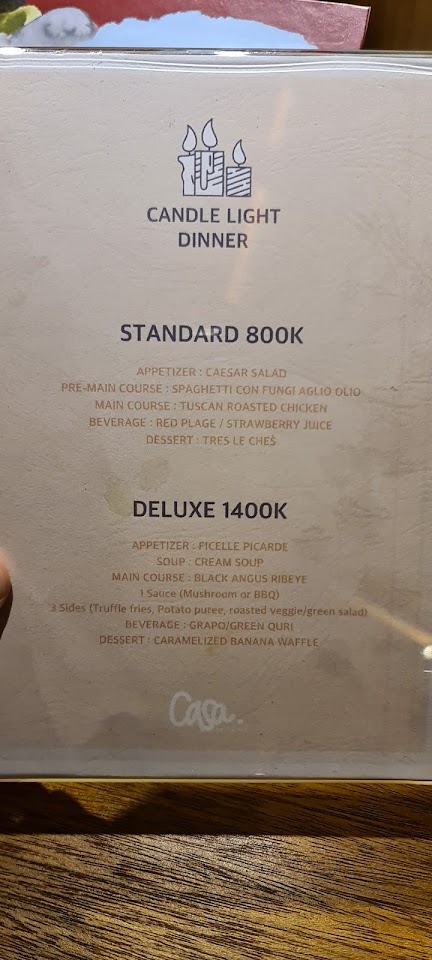 CANDLE LIGHT
DINNER
STANDARD 800K
APPETIZER : CAESAR SALAD
PRE-MAIN COURSE : SPAGHETTI CON FUNGI AGLIO OLIO
MAIN COURSE : TUSCAN ROASTED CHICKEN
BEVERAGE : RED PLAGE / STRAWBERRY JUICE
DESSERT : TRES LE CHES
DELUXE 1400K
APPETIZER : FICELLE PICARDE
SOUP : CREAM SOUP
MAIN COURSE : BLACK ANGUS RIBEYE
1 Sauce (Mushroom or BBQ)
3 Sides (Truffle fries, Potato puree, roasted veggie/green salad)
BEVERAGE : GRAPO/GREEN QURI
DESSERT : CARAMELIZED BANANA WAFFLE
Casa.